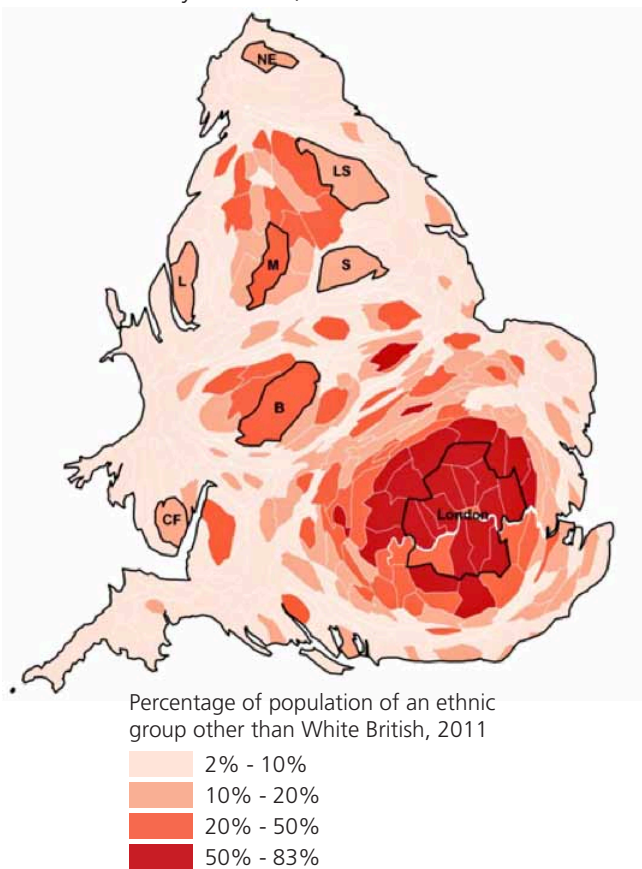 NE
LS
M
S
L
B
CF
London
Percentage of population of an ethnic
group other than White British, 2011
2% - 10%
10% - 20%
20% - 50%
50% - 83%